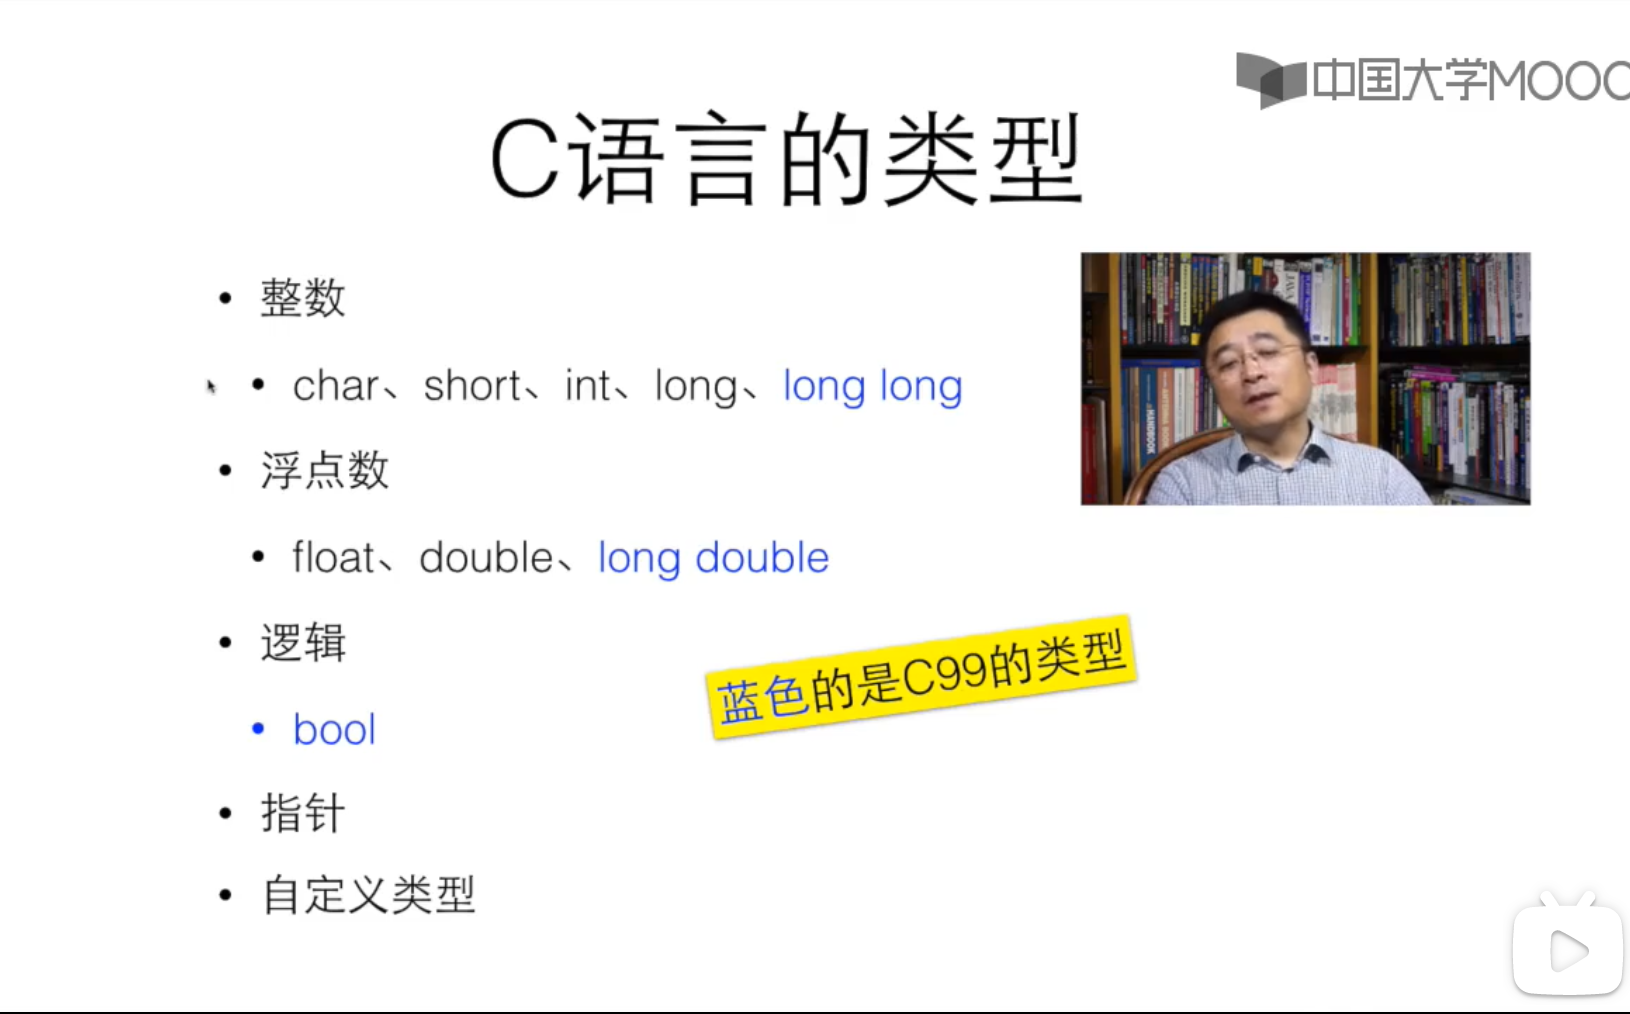 中国大学MOOC
C语言的类型
• 整数
• char、short、int、long、long long
• 浮点数
• float、double、long double
• 逻辑
• bool
• 指针
• 自定义类型
蓝色的是C99的类型
HANDBOOK